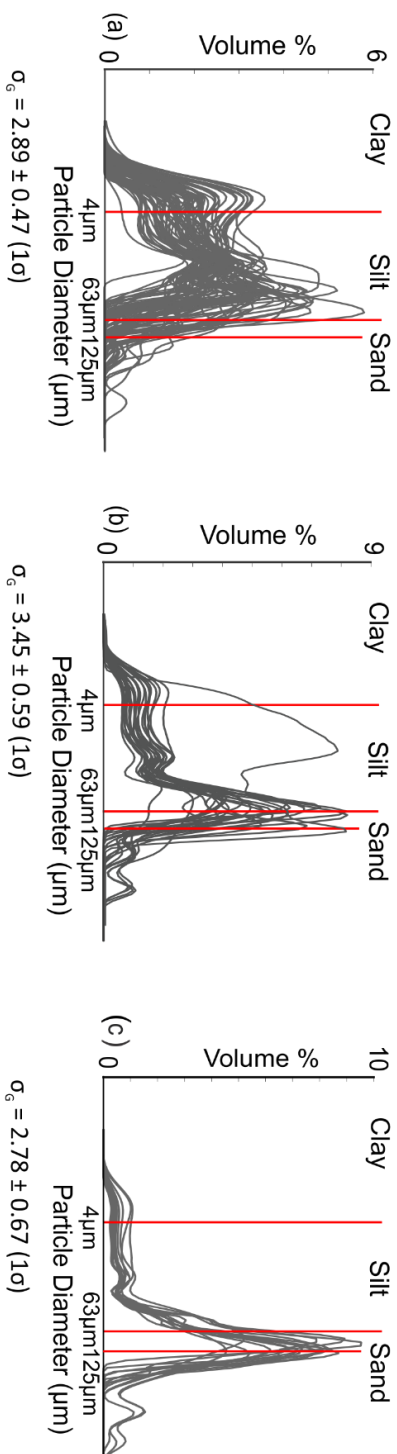 Clay Silt Sand
6
Volume %
0
(a)
4µm 63µm125µm
Particle Diameter (µm)
σG = 2.89 ± 0.47 (1σ)
Clay Silt Sand
9
Volume %
0
(b)
4µm 63µm125µm
Particle Diameter (µm)
σG = 3.45 ± 0.59 (1σ)
Clay Silt Sand
10
Volume %
0
(c)
4µm 63µm125µm
Particle Diameter (µm)
σG = 2.78 ± 0.67 (1σ)